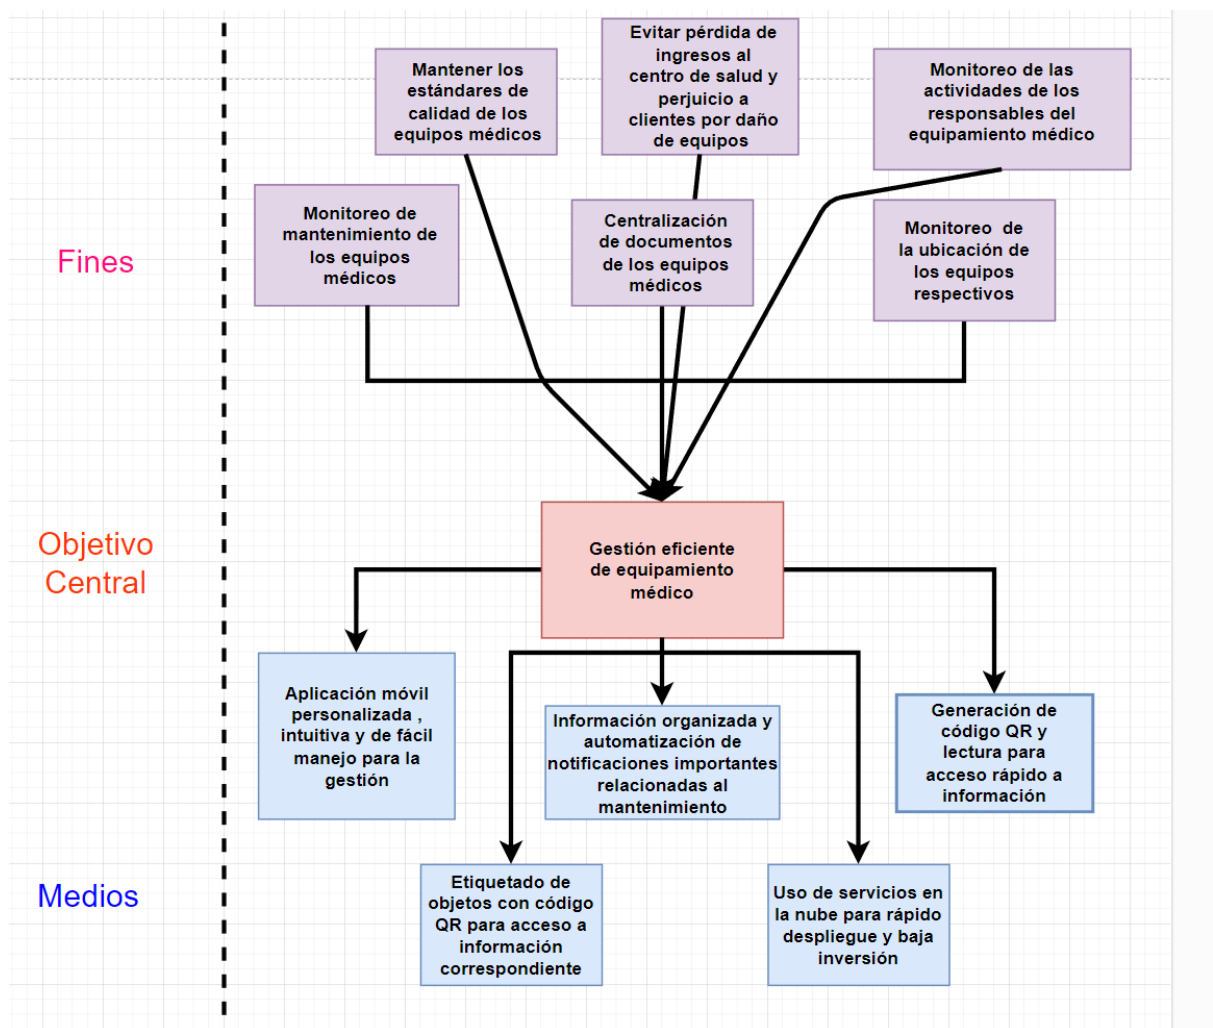 Mantener los
estándares de
calidad de los
equipos médicos
Evitar pérdida de
ingresos al
centro de salud y
perjuicio a
clientes por daño
de equipos
Monitoreo de las
actividades de los
responsables del
equipamiento médico
Fines
Monitoreo de
mantenimiento de
los equipos
médicos
Centralización
de documentos
de los equipos
médicos
Monitoreo de
la ubicación de
los equipos
respectivos
Objetivo
Central
Gestión eficiente
de equipamiento
médico
Aplicación móvil
personalizada ,
intuitiva y de fácil
manejo para la
gestión
Información organizada y
automatización de
notificaciones importantes
relacionadas al
mantenimiento
Generación de
código QR y
lectura para
acceso rápido a
información
Medios
Etiquetado de
objetos con código
QR para acceso a
información
correspondiente
Uso de servicios en
la nube para rápido
despliegue y baja
inversión